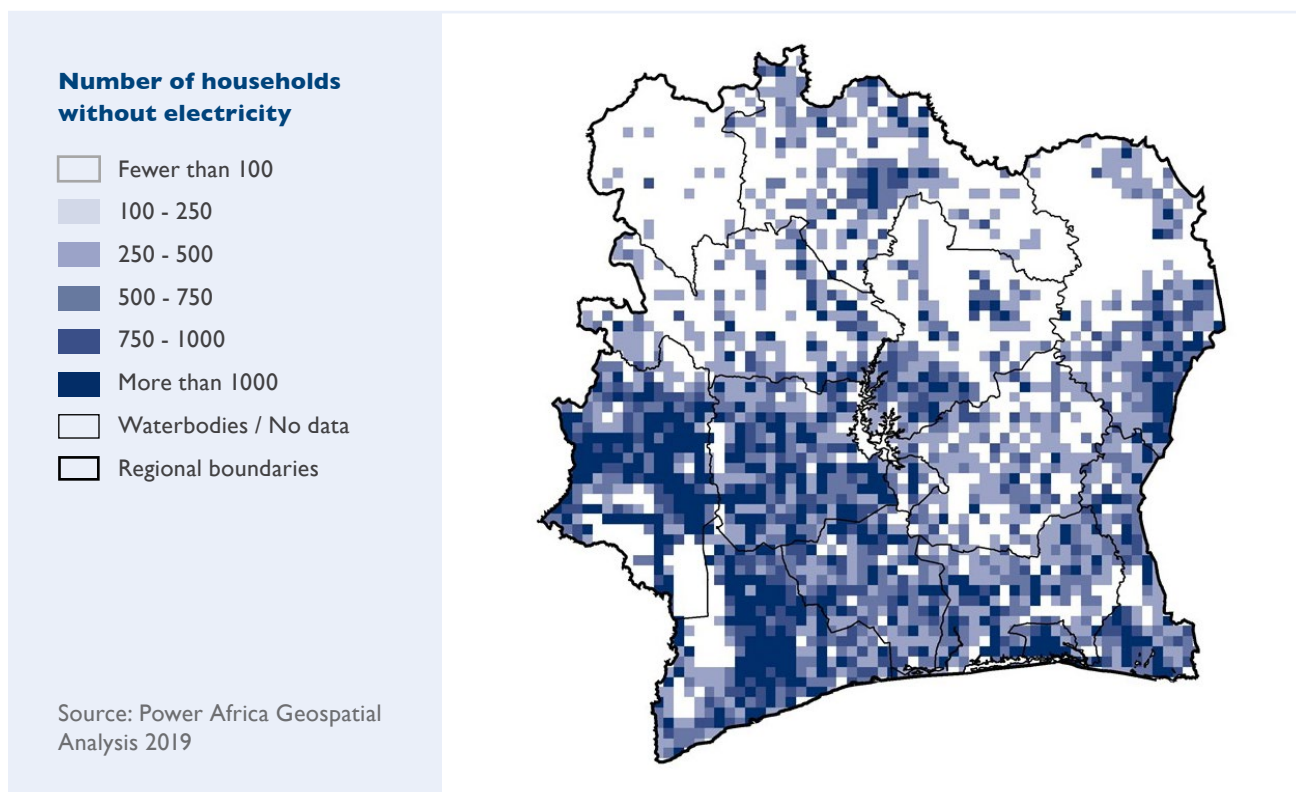 Number of households
without electricity
Fewer than 100
100 - 250
250 - 500
500 - 750
750 - 1000
More than 1000
Waterbodies / No data
Regional boundaries
Source: Power Africa Geospatial
Analysis 2019